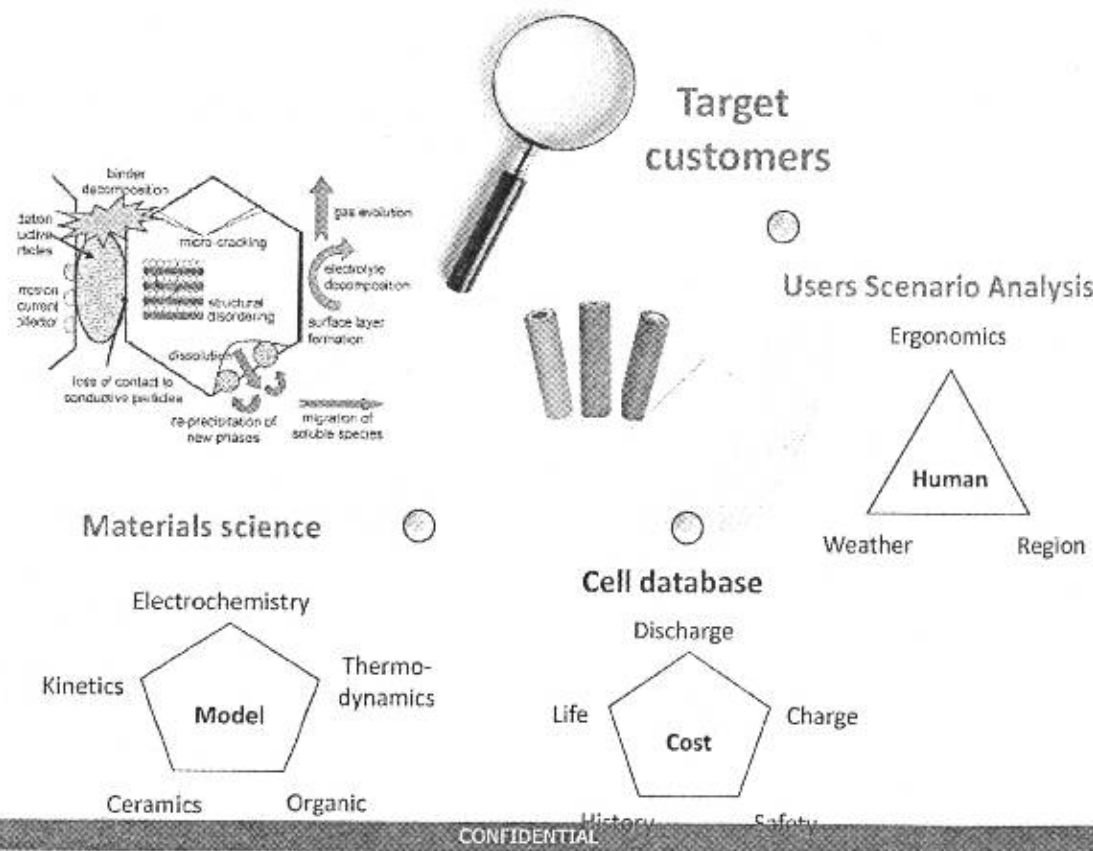 Target
customers
binder
decomposition
gas evolution
micro-cracking
electrolyte
decomposition
structural
disordering
surface layer
formation
dissolution
loss of contact to
conductive particles
re-precipitation of
new phases
migration of
soluble species
current
Users Scenario Analysis
Ergonomics
Human
Weather
Region
Materials science
Electrochemistry
Kinetics
Thermo-
dynamics
Model
Ceramics
Organic
Cell database
Discharge
Life
Charge
Cost
History
Safety
CONFIDENTIAL